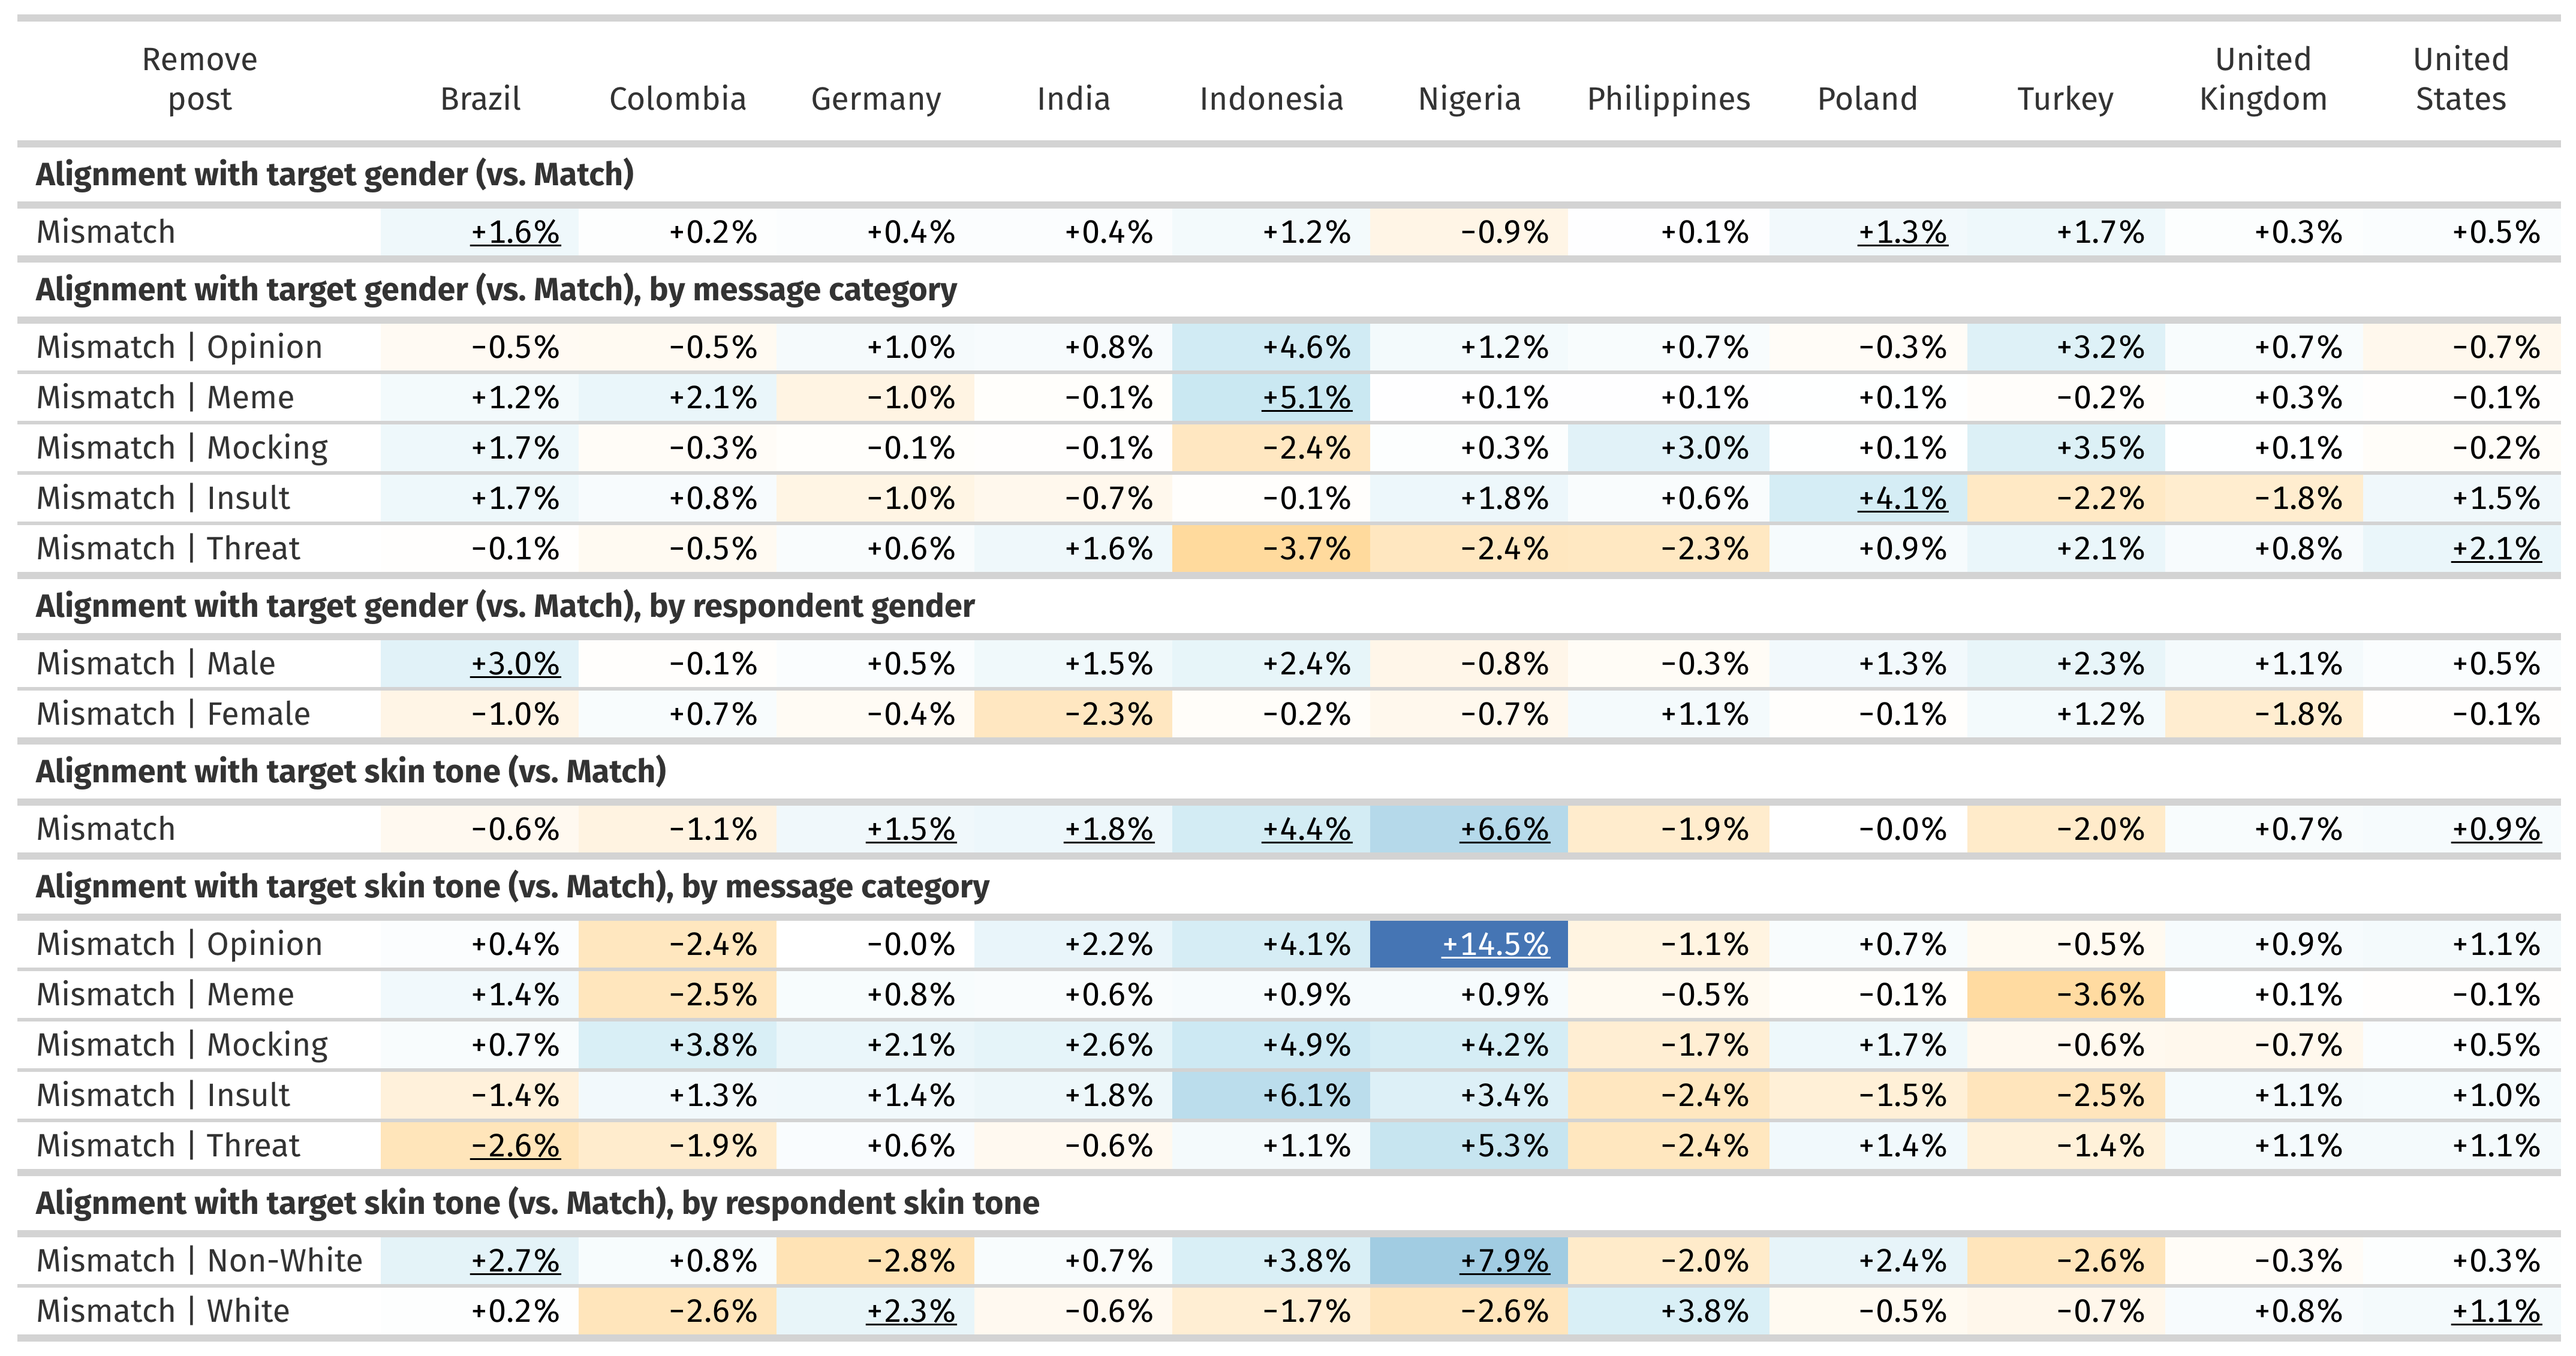 Remove post Brazil Colombia Germany India Indonesia Nigeria Philippines Poland Turkey United Kingdom United States
Alignment with target gender (vs. Match)
Mismatch +1.6% +0.2% +0.4% +0.4% +1.2% −0.9% +0.1% +1.3% +1.7% +0.3% +0.5%
Alignment with target gender (vs. Match), by message category
Mismatch | Opinion −0.5% −0.5% +1.0% +0.8% +4.6% +1.2% +0.7% −0.3% +3.2% +0.7% −0.7%
Mismatch | Meme +1.2% +2.1% −1.0% −0.1% +5.1% +0.1% +0.1% +0.1% −0.2% +0.3% −0.1%
Mismatch | Mocking +1.7% −0.3% −0.1% −0.1% −2.4% +0.3% +3.0% +0.1% +3.5% +0.1% −0.2%
Mismatch | Insult +1.7% +0.8% −1.0% −0.7% −0.1% +1.8% +0.6% +4.1% −2.2% −1.8% +1.5%
Mismatch | Threat −0.1% −0.5% +0.6% +1.6% −3.7% −2.4% −2.3% +0.9% +2.1% +0.8% +2.1%
Alignment with target gender (vs. Match), by respondent gender
Mismatch | Male +3.0% −0.1% +0.5% +1.5% +2.4% −0.8% −0.3% +1.3% +2.3% +1.1% +0.5%
Mismatch | Female −1.0% +0.7% −0.4% −2.3% −0.2% −0.7% +1.1% −0.1% +1.2% −1.8% −0.1%
Alignment with target skin tone (vs. Match)
Mismatch −0.6% −1.1% +1.5% +1.8% +4.4% +6.6% −1.9% −0.0% −2.0% +0.7% +0.9%
Alignment with target skin tone (vs. Match), by message category
Mismatch | Opinion +0.4% −2.4% −0.0% +2.2% +4.1% +14.5% −1.1% +0.7% −0.5% +0.9% +1.1%
Mismatch | Meme +1.4% −2.5% +0.8% +0.6% +0.9% +0.9% −0.5% −0.1% −3.6% +0.1% −0.1%
Mismatch | Mocking +0.7% +3.8% +2.1% +2.6% +4.9% +4.2% −1.7% +1.7% −0.6% −0.7% +0.5%
Mismatch | Insult −1.4% +1.3% +1.4% +1.8% +6.1% +3.4% −2.4% −1.5% −2.5% +1.1% +1.0%
Mismatch | Threat −2.6% −1.9% +0.6% −0.6% +1.1% +5.3% −2.4% +1.4% −1.4% +1.1% +1.1%
Alignment with target skin tone (vs. Match), by respondent skin tone
Mismatch | Non-White +2.7% +0.8% −2.8% +0.7% +3.8% +7.9% −2.0% +2.4% −2.6% −0.3% +0.3%
Mismatch | White +0.2% −2.6% +2.3% −0.6% −1.7% −2.6% +3.8% −0.5% −0.7% +0.8% +1.1%